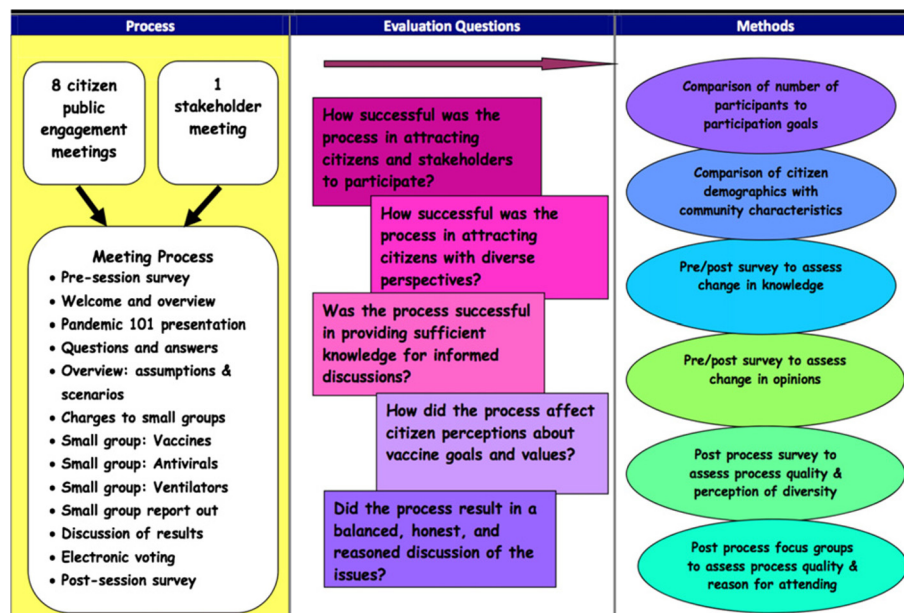 Process
8 citizen
public
engagement
meetings
1
stakeholder
meeting
Meeting Process
• Pre-session survey
• Welcome and overview
• Pandemic 101 presentation
• Questions and answers
• Overview: assumptions &
scenarios
• Charges to small groups
• Small group: Vaccines
• Small group: Antivirals
• Small group: Ventilators
• Small group report out
• Discussion of results
• Electronic voting
• Post-session survey
Evaluation Questions
How successful was the
process in attracting
citizens and stakeholders
to participate?
How successful was the
process in attracting
citizens with diverse
perspectives?
Was the process successful
in providing sufficient
knowledge for informed
discussions?
How did the process affect
citizen perceptions about
vaccine goals and values?
Did the process result in a
balanced, honest, and
reasoned discussion of the
issues?
Methods
Comparison of number of
participants to
participation goals
Comparison of citizen
demographics with
community characteristics
Pre/post survey to assess
change in knowledge
Pre/post survey to assess
change in opinions
Post process survey to
assess process quality &
perception of diversity
Post process focus groups
to assess process quality &
reason for attending